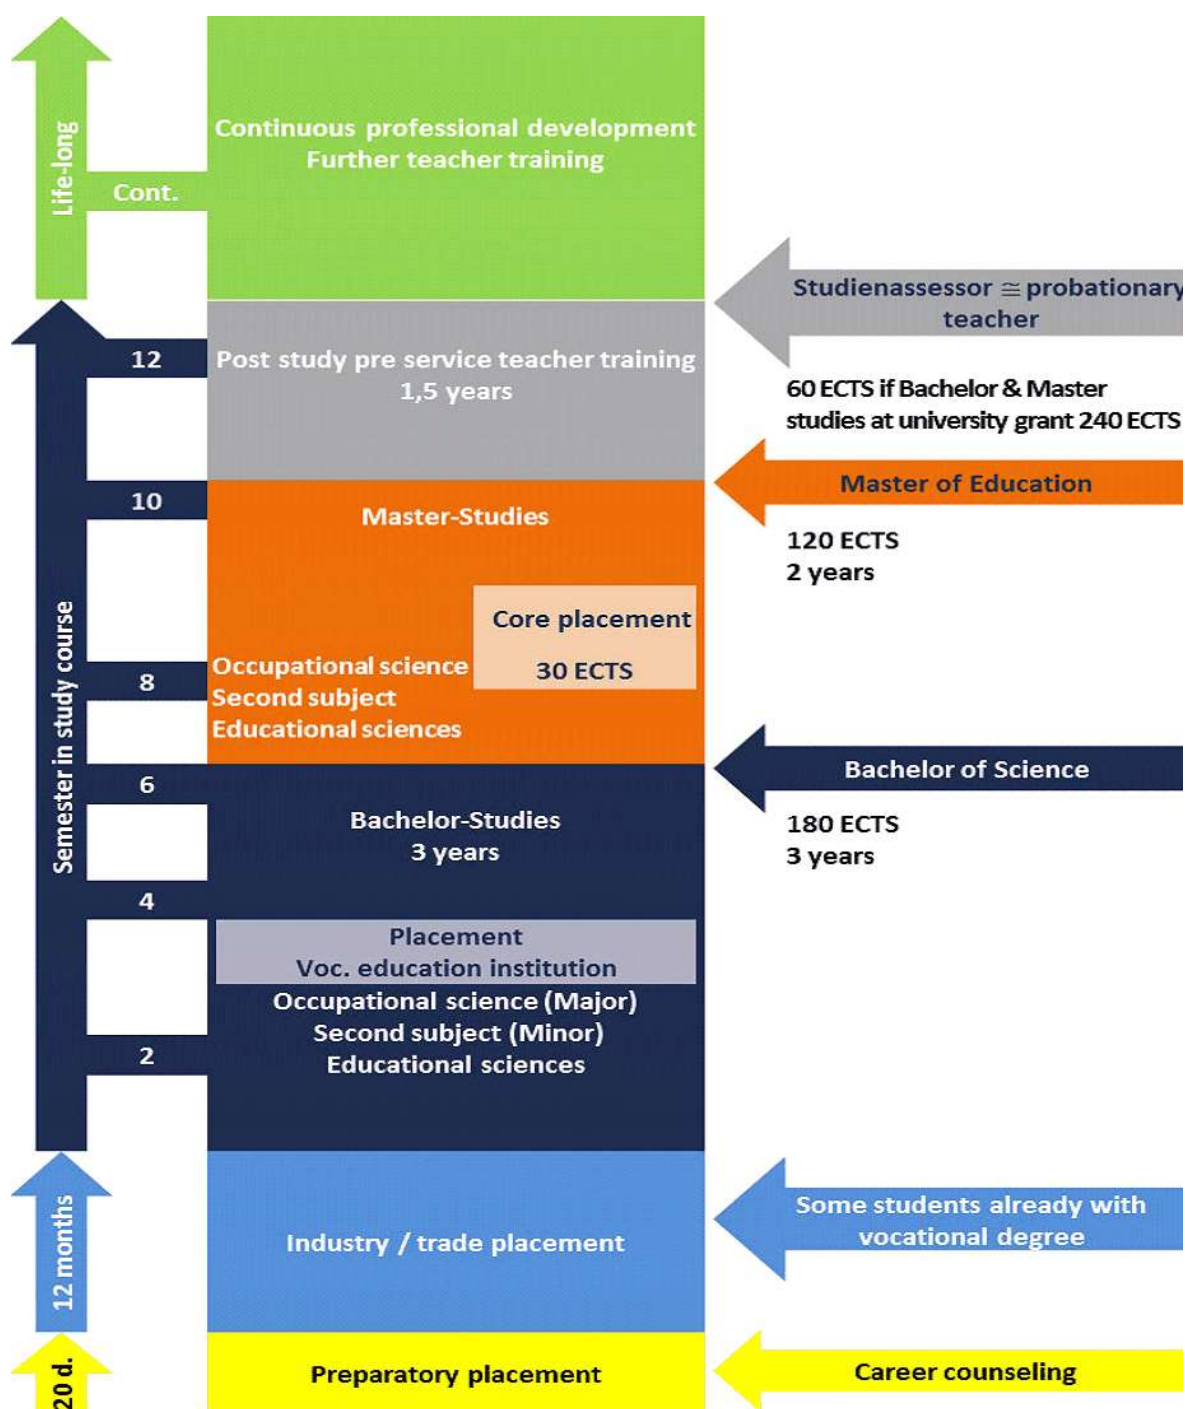 Continuous professional development
Further teacher training
Life-long
Cont.
Studienassessor ≅ probationary
teacher
12
Post study pre service teacher training
1,5 years
60 ECTS if Bachelor & Master
studies at university grant 240 ECTS
Master of Education
10
Master-Studies
120 ECTS
2 years
Core placement
30 ECTS
Occupational science
Second subject
Educational sciences
8
Semester in study course
Bachelor of Science
6
Bachelor-Studies
3 years
180 ECTS
3 years
4
Placement
Voc. education institution
Occupational science (Major)
Second subject (Minor)
Educational sciences
2
12 months
Industry / trade placement
Some students already with
vocational degree
20 d.
Preparatory placement
Career counseling